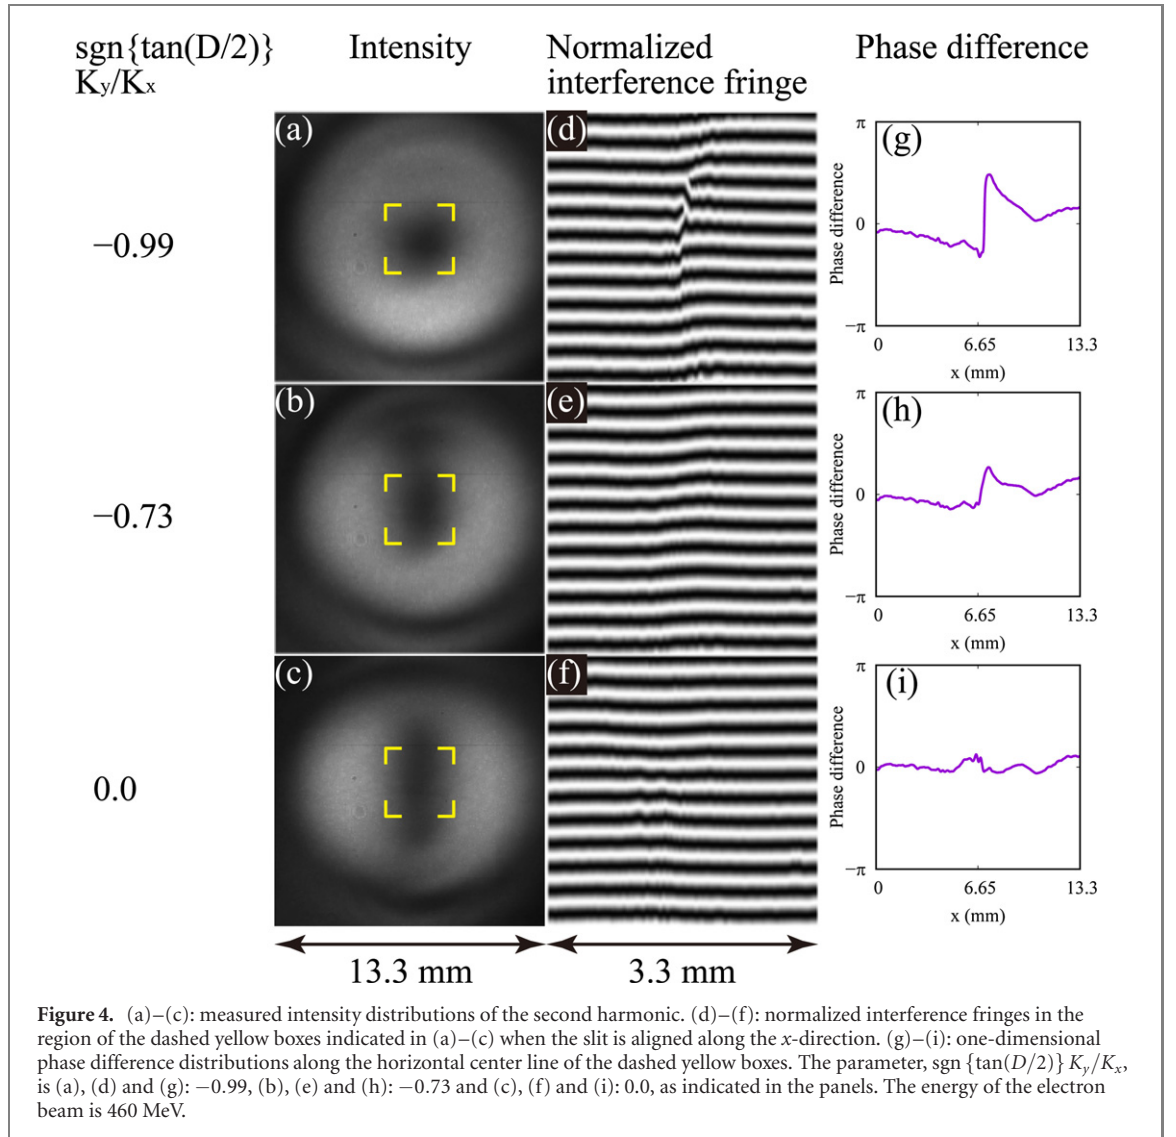 sgn{tan(D/2)}
Ky/Kx
Intensity
Normalized
interference fringe
Phase difference
−0.99
(a)
(d)
(g)
π
0
−π
Phase difference
0
6.65
13.3
x (mm)
−0.73
(b)
(e)
(h)
π
0
−π
Phase difference
0
6.65
13.3
x (mm)
0.0
(c)
(f)
(i)
π
0
−π
Phase difference
0
6.65
13.3
x (mm)
13.3 mm
3.3 mm
Figure 4. (a)–(c): measured intensity distributions of the second harmonic. (d)–(f): normalized interference fringes in the
region of the dashed yellow boxes indicated in (a)–(c) when the slit is aligned along the x-direction. (g)–(i): one-dimensional
phase difference distributions along the horizontal center line of the dashed yellow boxes. The parameter, sgn {tan(D/2)} Ky/Kx,
is (a), (d) and (g): −0.99, (b), (e) and (h): −0.73 and (c), (f) and (i): 0.0, as indicated in the panels. The energy of the electron
beam is 460 MeV.